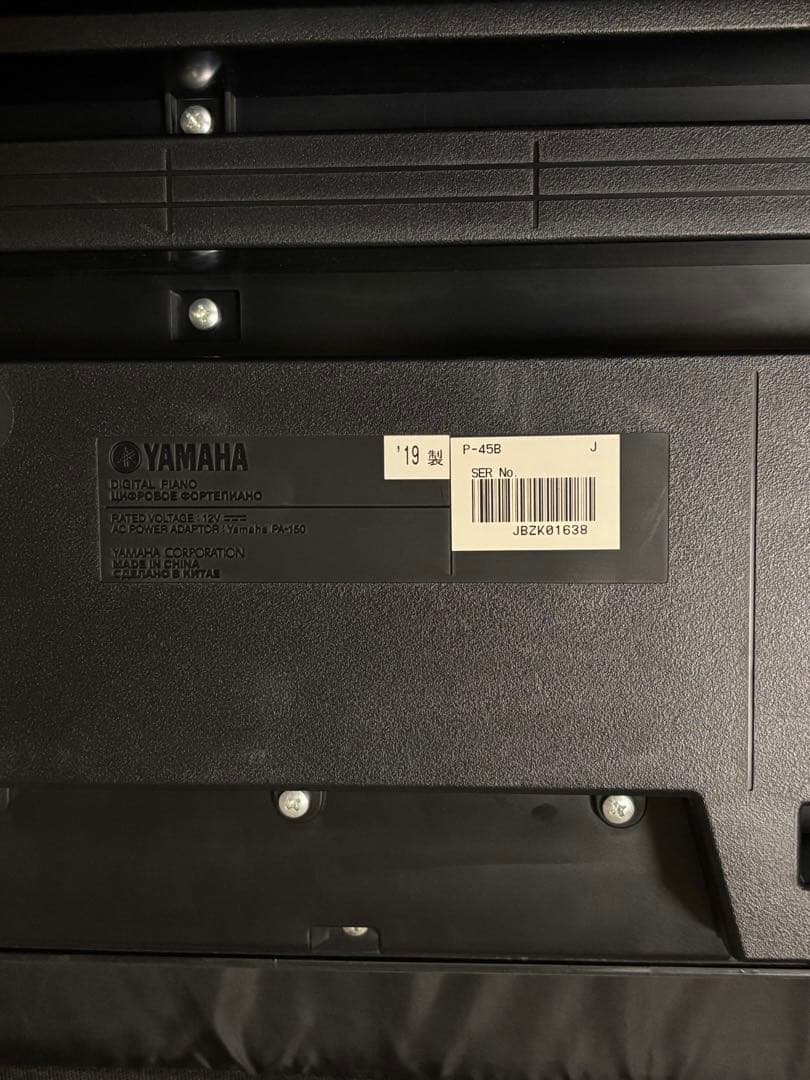 YAMAHA
DIGITAL PIANO
ЦИФРОВОЕ ФОРТЕПИАНО
RATED VOLTAGE : 12V
AC POWER ADAPTOR : Yamaha PA-150
YAMAHA CORPORATION
MADE IN CHINA
СДЕЛАНО В КИТАЕ
'19 製
P-45B J
SER No.
JBZK01638